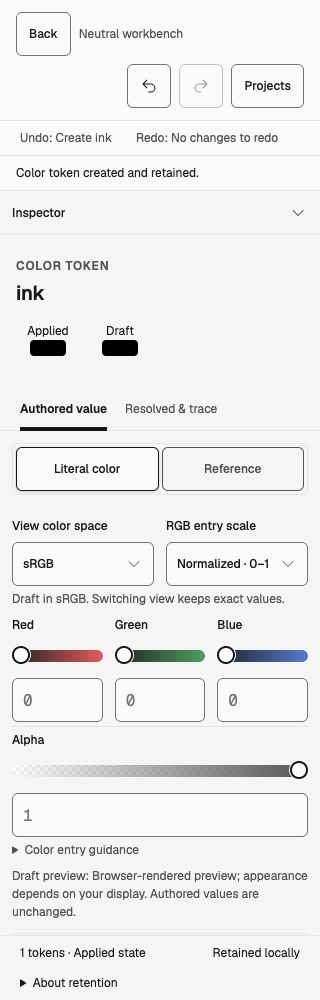 Back Neutral workbench
Projects
Undo: Create ink Redo: No changes to redo
Color token created and retained.
Inspector
COLOR TOKEN
ink
Applied Draft
Authored value Resolved & trace
Literal color Reference
View color space RGB entry scale
sRGB Normalized · 0–1
Draft in sRGB. Switching view keeps exact values.
Red Green Blue
0 0 0
Alpha
1
Color entry guidance
Draft preview: Browser-rendered preview; appearance
depends on your display. Authored values are
unchanged.
1 tokens · Applied state Retained locally
About retention